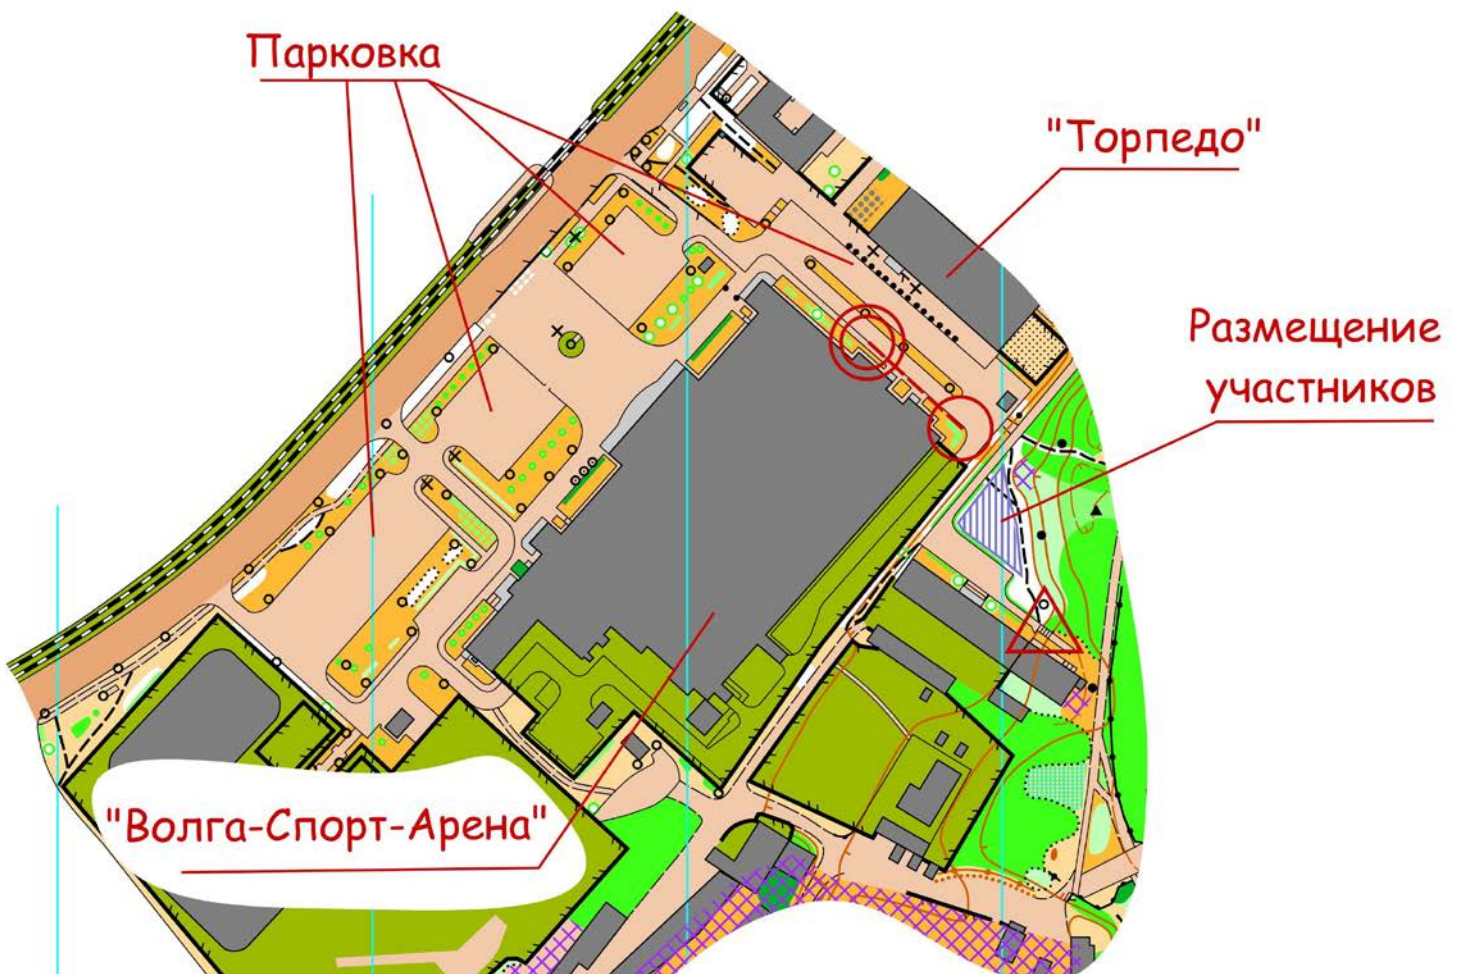 Парковка
"Торпедо"
Размещение
участников
"Волга-Спорт-Арена"